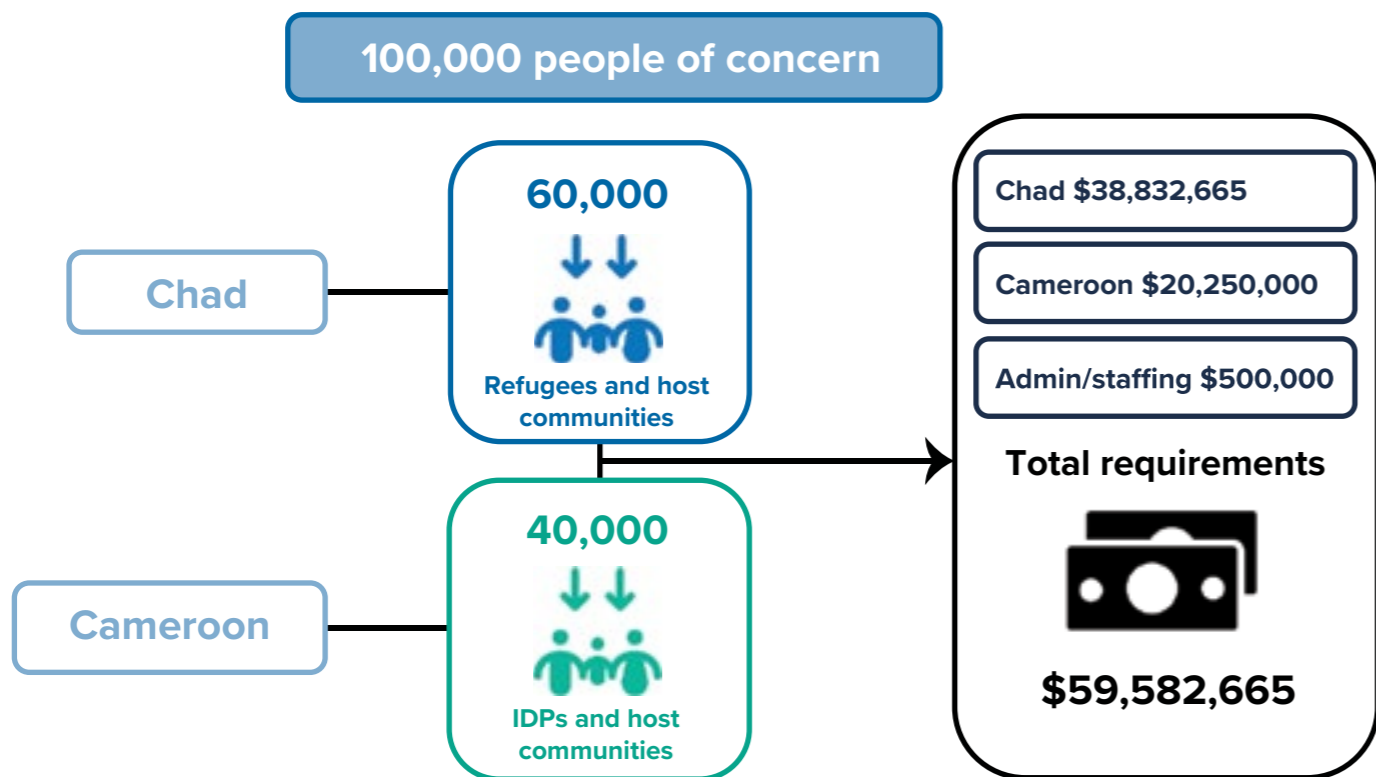 100,000 people of concern
Chad
60,000
Refugees and host
communities
Cameroon
40,000
IDPs and host
communities
Chad $38,832,665
Cameroon $20,250,000
Admin/staffing $500,000
Total requirements
$59,582,665